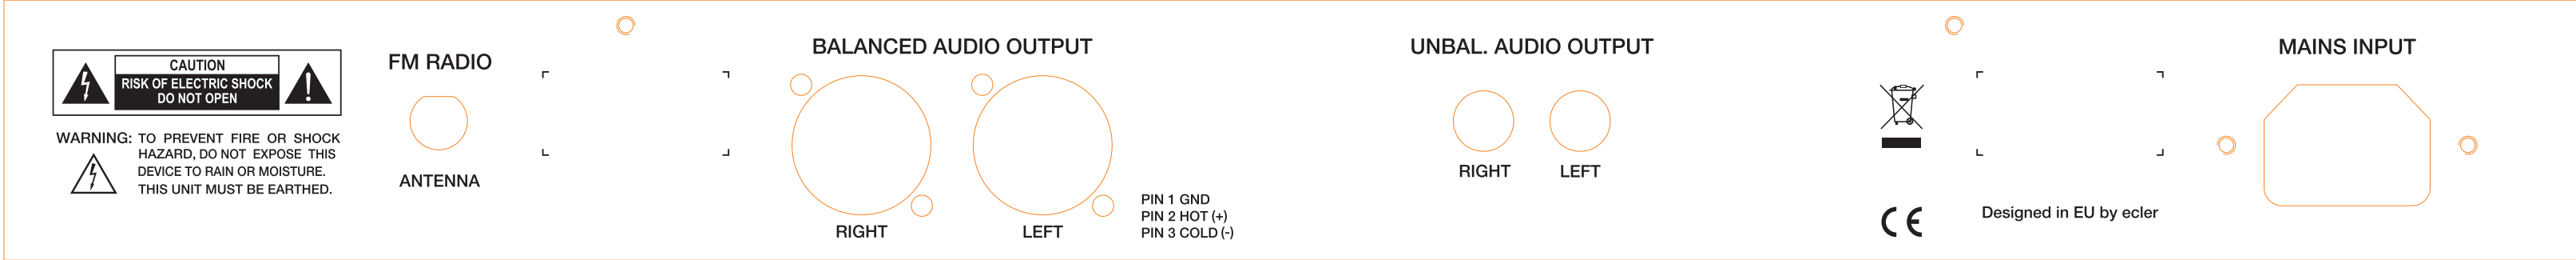 CAUTION
RISK OF ELECTRIC SHOCK
DO NOT OPEN
WARNING: TO PREVENT FIRE OR SHOCK
HAZARD, DO NOT EXPOSE THIS
DEVICE TO RAIN OR MOISTURE.
THIS UNIT MUST BE EARTHED.
FM RADIO
ANTENNA
BALANCED AUDIO OUTPUT
RIGHT
LEFT
PIN 1 GND
PIN 2 HOT (+)
PIN 3 COLD (-)
UNBAL. AUDIO OUTPUT
RIGHT
LEFT
CE
Designed in EU by ecler
MAINS INPUT